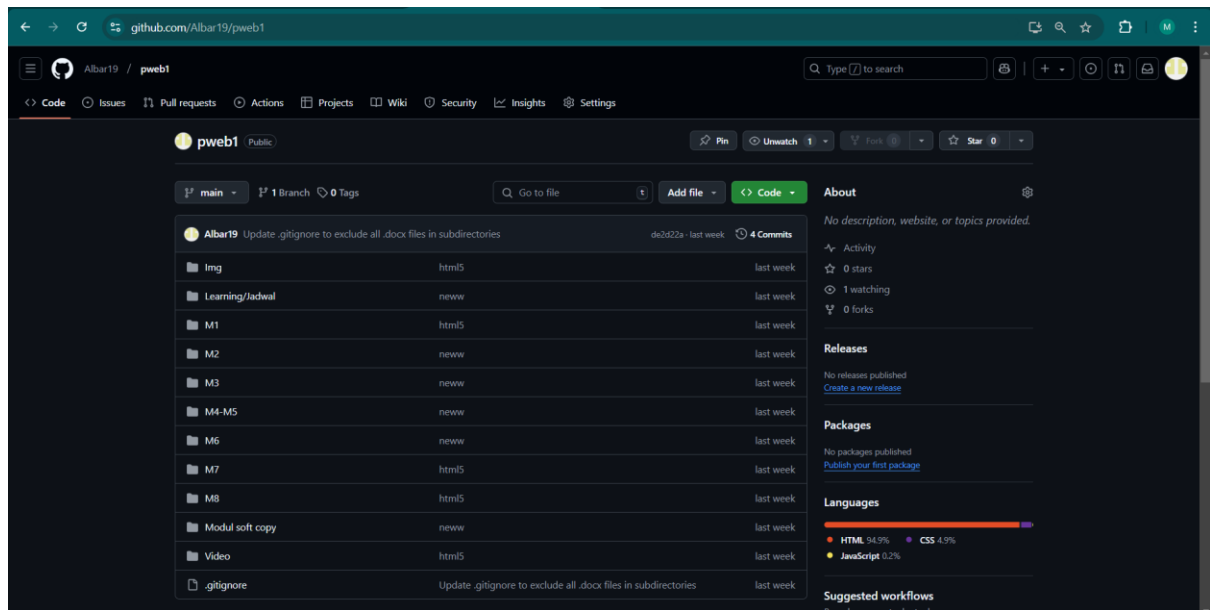 github.com/Albar19/pweb1
M
Albar19 / pweb1
Type / to search
Code Issues Pull requests Actions Projects Wiki Security Insights Settings
pweb1 Public
Pin Unwatch 1 Fork 0 Star 0
main 1 Branch 0 Tags Go to file t Add file Code
Albar19 Update .gitignore to exclude all .docx files in subdirectories de2d22a · last week 4 Commits
Img html5 last week
Learning/Jadwal neww last week
M1 html5 last week
M2 neww last week
M3 neww last week
M4-M5 neww last week
M6 neww last week
M7 html5 last week
M8 html5 last week
Modul soft copy neww last week
Video html5 last week
.gitignore Update .gitignore to exclude all .docx files in subdirectories last week
About
No description, website, or topics provided.
Activity
0 stars
1 watching
0 forks
Releases
No releases published
Create a new release
Packages
No packages published
Publish your first package
Languages
HTML 94.9% CSS 4.9%
JavaScript 0.2%
Suggested workflows